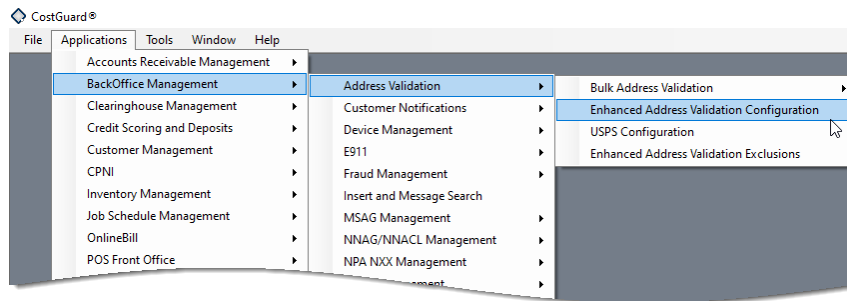 CostGuard®
File Applications Tools Window Help
Accounts Receivable Management
BackOffice Management
Clearinghouse Management
Credit Scoring and Deposits
Customer Management
CPNI
Inventory Management
Job Schedule Management
OnlineBill
POS Front Office
Address Validation
Customer Notifications
Device Management
E911
Fraud Management
Insert and Message Search
MSAG Management
NNAG/NNACL Management
NPA NXX Management
Bulk Address Validation
Enhanced Address Validation Configuration
USPS Configuration
Enhanced Address Validation Exclusions